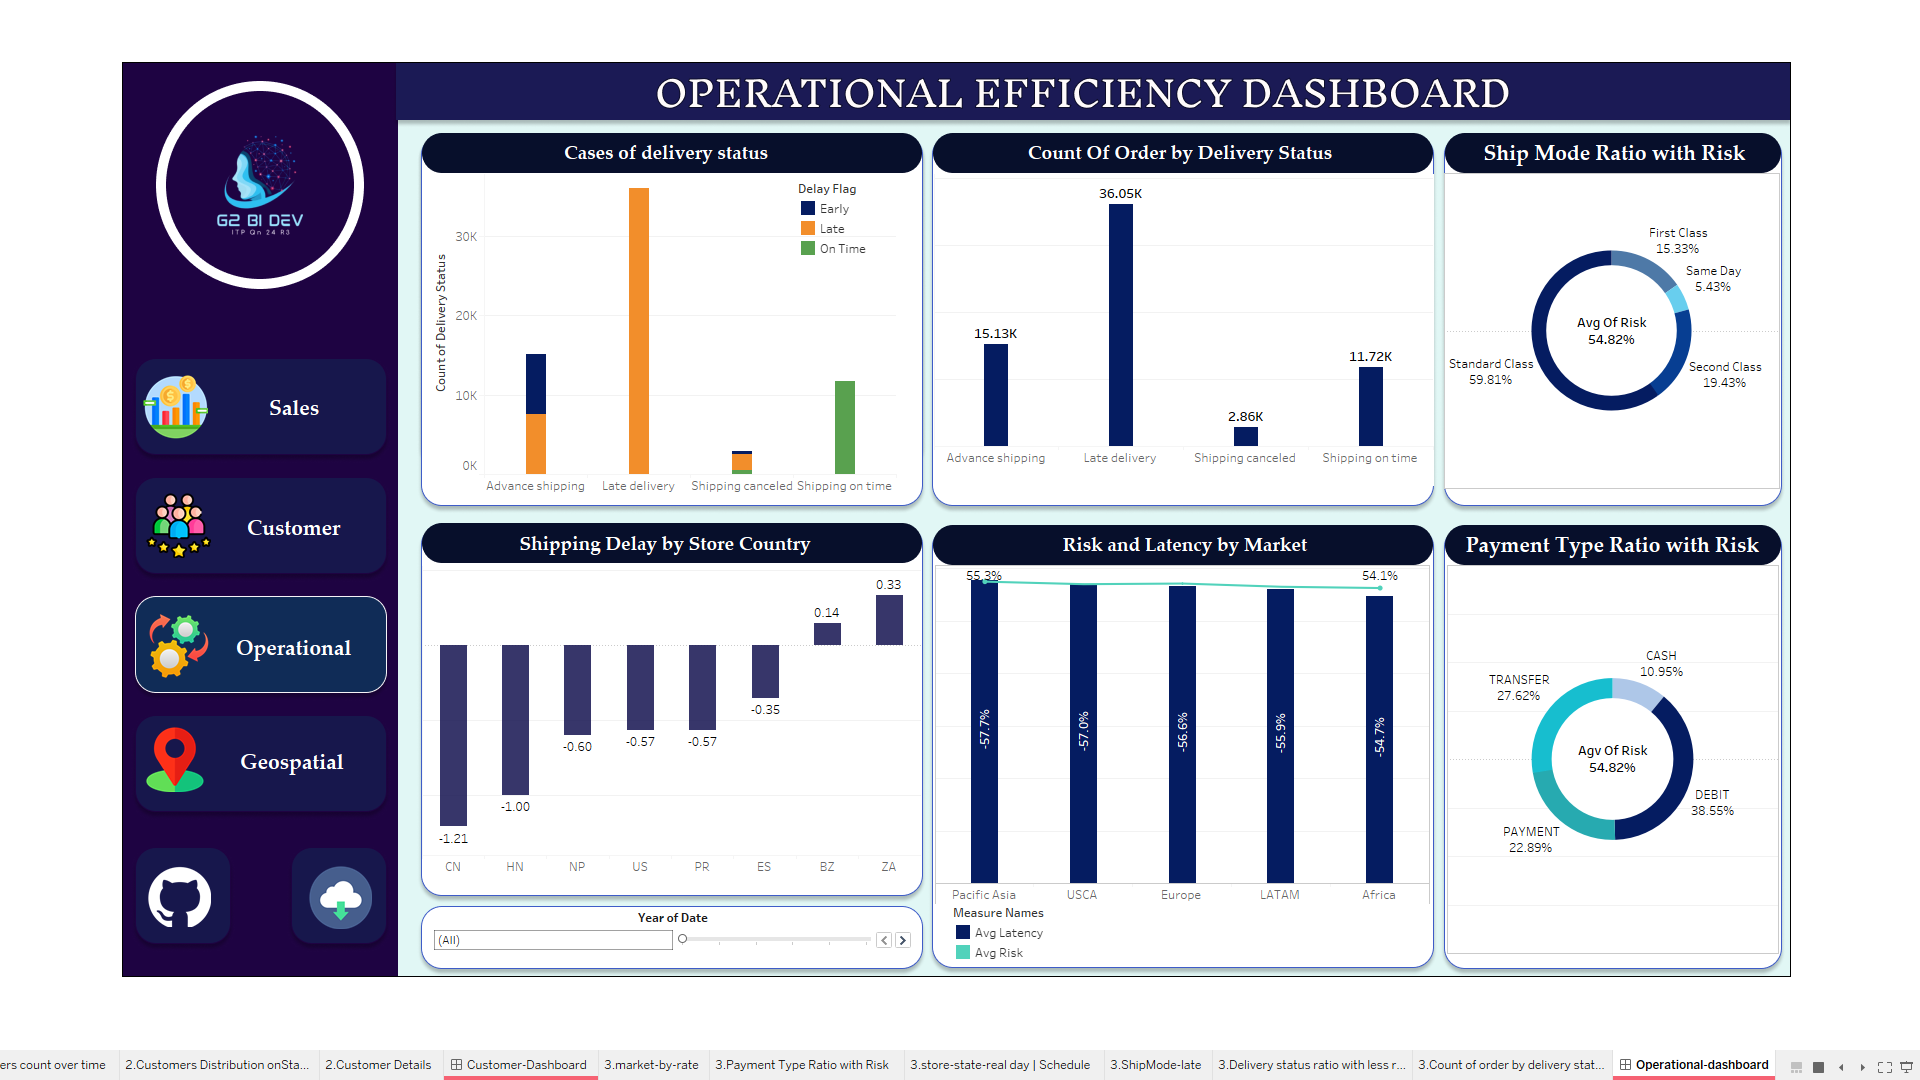 OPERATIONAL EFFICIENCY DASHBOARD
G2 BI DEV
ITP Qn 24 R3
Sales
Customer
Operational
Geospatial
Cases of delivery status
Delay Flag
Early
Late
On Time
Count of Delivery Status
30K
20K
10K
0K
Advance shipping
Late delivery
Shipping canceled
Shipping on time
Count Of Order by Delivery Status
36.05K
15.13K
11.72K
2.86K
Advance shipping
Late delivery
Shipping canceled
Shipping on time
Ship Mode Ratio with Risk
First Class
15.33%
Same Day
5.43%
Avg Of Risk
54.82%
Standard Class
59.81%
Second Class
19.43%
Shipping Delay by Store Country
0.33
0.14
-0.35
-0.60
-0.57
-0.57
-1.00
-1.21
CN
HN
NP
US
PR
ES
BZ
ZA
Year of Date
(All)
Risk and Latency by Market
55.3%
54.1%
-57.7%
-57.0%
-56.6%
-55.9%
-54.7%
Pacific Asia
USCA
Europe
LATAM
Africa
Measure Names
Avg Latency
Avg Risk
Payment Type Ratio with Risk
CASH
10.95%
TRANSFER
27.62%
Agv Of Risk
54.82%
DEBIT
38.55%
PAYMENT
22.89%
ers count over time
2.Customers Distribution onSta...
2.Customer Details
Customer-Dashboard
3.market-by-rate
3.Payment Type Ratio with Risk
3.store-state-real day | Schedule
3.ShipMode-late
3.Delivery status ratio with less r...
3.Count of order by delivery stat...
Operational-dashboard